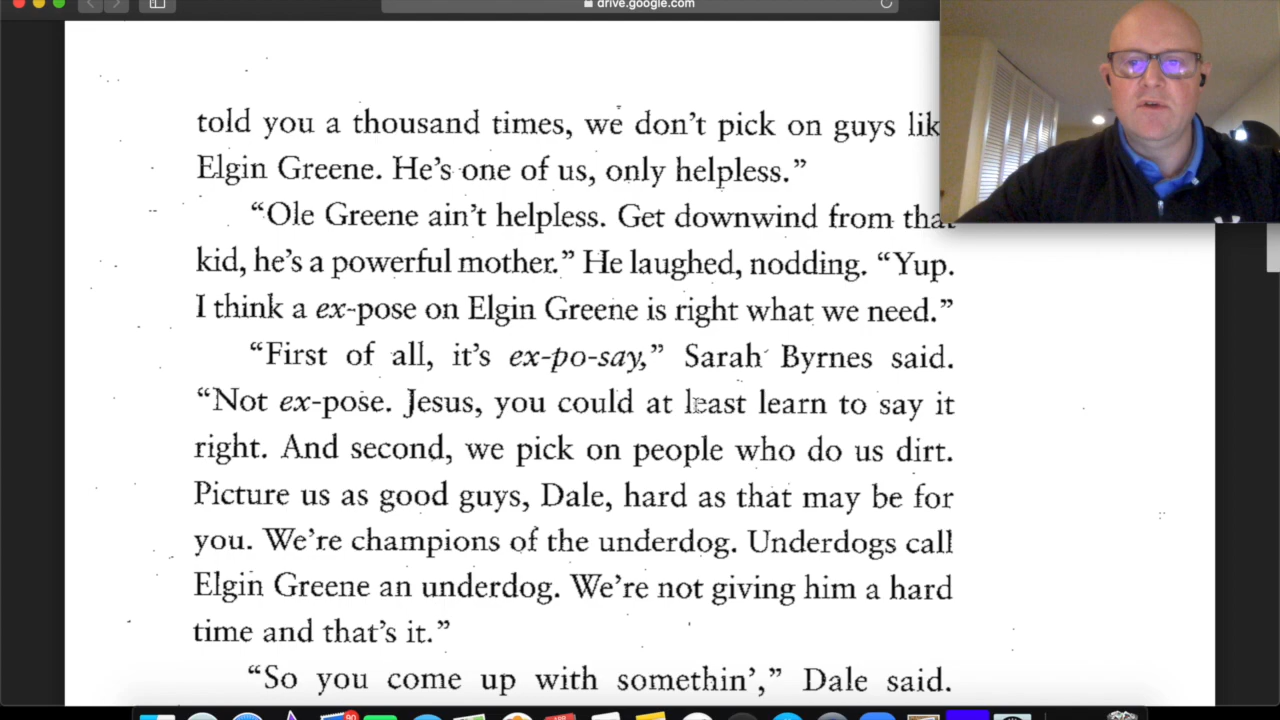 drive.google.com
told you a thousand times, we don't pick on guys
Elgin Greene. He's one of us, only helpless.”
“Ole Greene ain't helpless. Get downwind from
kid, he's a powerful mother.” He laughed, nodding. “Yup.
I think a ex-pose on Elgin Greene is right what we need.”
“First of all, it's ex-po-say,” Sarah Byrnes said.
“Not ex-pose. Jesus, you could at least learn to say it
right. And second, we pick on people who do us dirt.
Picture us as good guys, Dale, hard as that may be for
you. We're champions of the underdog. Underdogs call
Elgin Greene an underdog. We're not giving him a hard
time and that's it.”
“So you come up with somethin',” Dale said.